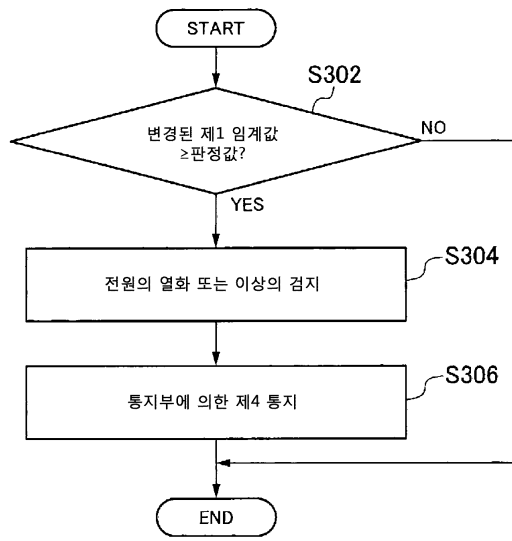 START
S302
변경된 제1 임계값
≥판정값?
NO
YES
S304
전원의 열화 또는 이상의 검지
S306
통지부에 의한 제4 통지
END